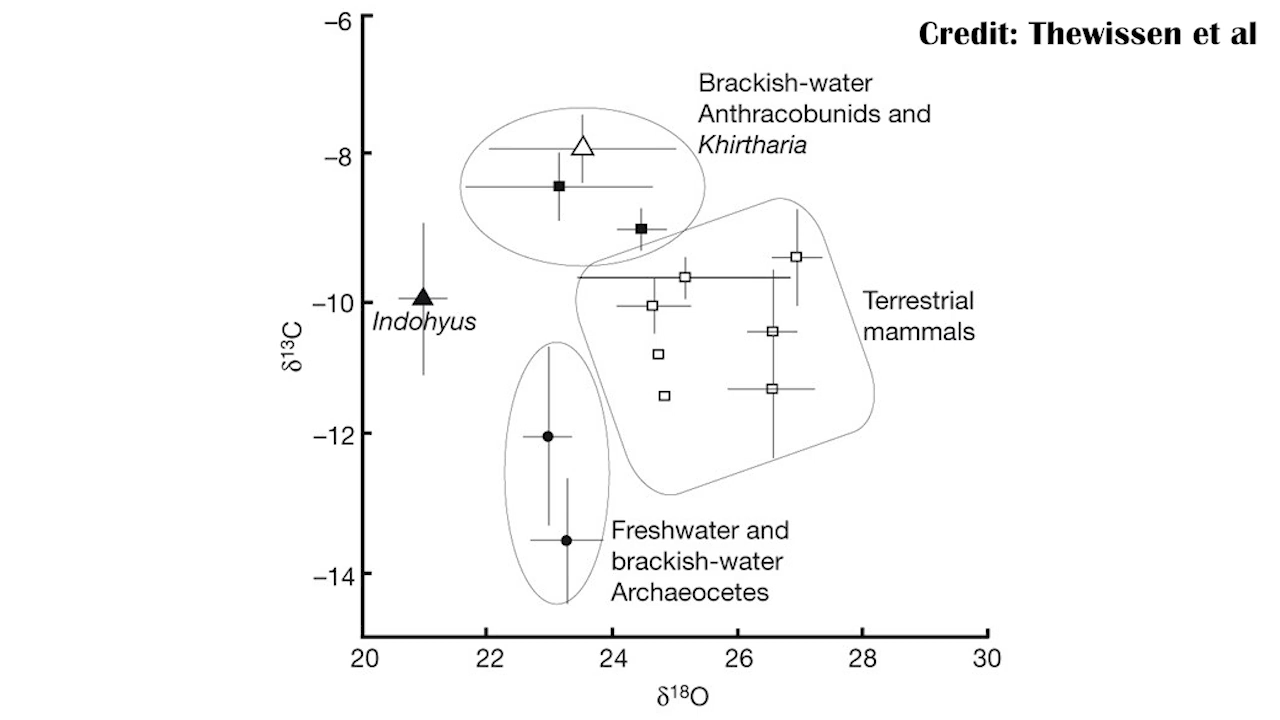 Credit: Thewissen et al
−6
Brackish-water
Anthracobunids and
Khirtharia
−8
−10
Indohyus
Terrestrial
mammals
δ¹³C
−12
Freshwater and
brackish-water
Archaeocetes
−14
20 22 24 26 28 30
δ¹⁸O